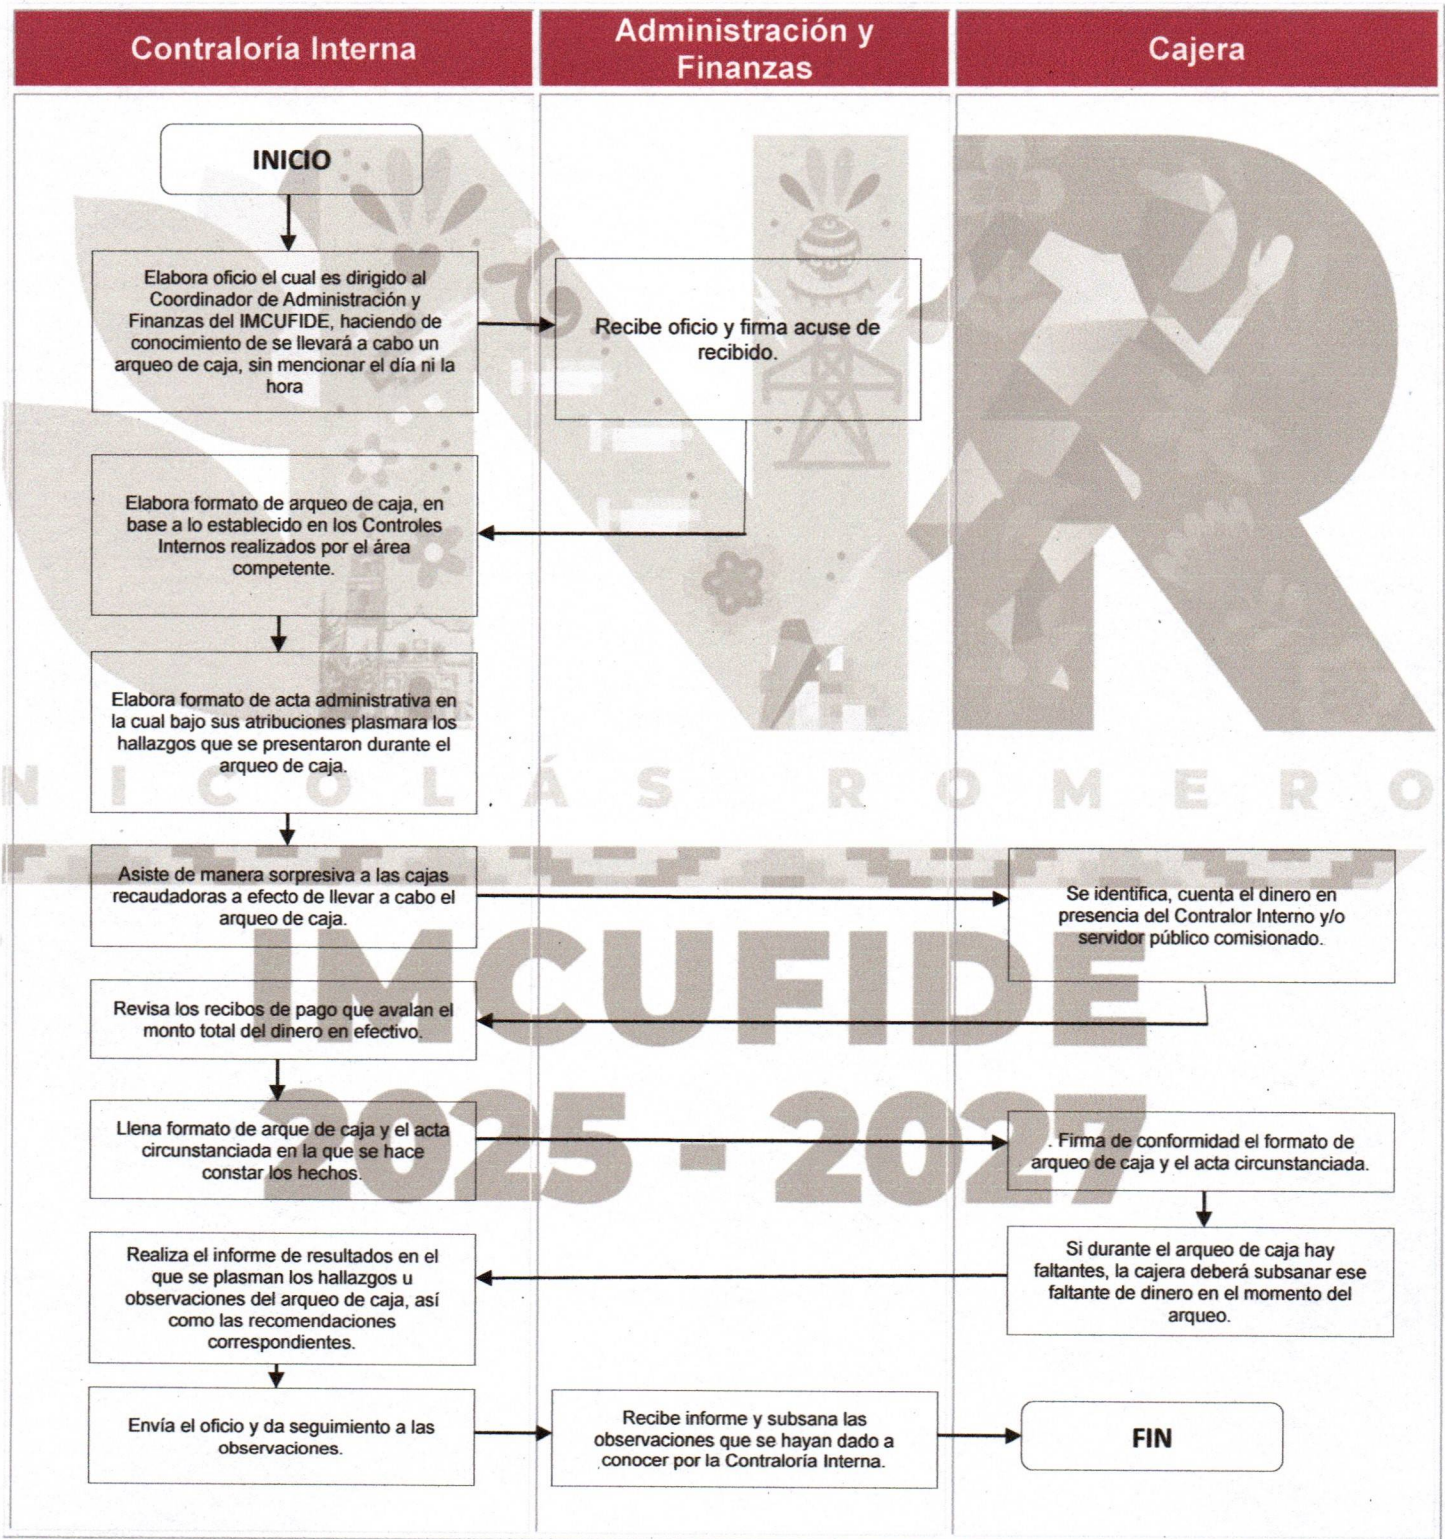 Contraloría Interna
Administración y
Finanzas
Cajera
INICIO
Elabora oficio el cual es dirigido al
Coordinador de Administración y
Finanzas del IMCUFIDE, haciendo de
conocimiento de se llevará a cabo un
arqueo de caja, sin mencionar el día ni la
hora
Recibe oficio y firma acuse de
recibido.
Elabora formato de arqueo de caja, en
base a lo establecido en los Controles
Internos realizados por el área
competente.
Elabora formato de acta administrativa en
la cual bajo sus atribuciones plasmara los
hallazgos que se presentaron durante el
arqueo de caja.
NR
NICOLÁS ROMERO
Asiste de manera sorpresiva a las cajas
recaudadoras a efecto de llevar a cabo el
arqueo de caja.
Se identifica, cuenta el dinero en
presencia del Contralor Interno y/o
servidor público comisionado.
IMCUFIDE
Revisa los recibos de pago que avalan el
monto total del dinero en efectivo.
2025 - 2027
Llena formato de arque de caja y el acta
circunstanciada en la que se hace
constar los hechos.
. Firma de conformidad el formato de
arqueo de caja y el acta circunstanciada.
Si durante el arqueo de caja hay
faltantes, la cajera deberá subsanar ese
faltante de dinero en el momento del
arqueo.
Realiza el informe de resultados en el
que se plasman los hallazgos u
observaciones del arqueo de caja, así
como las recomendaciones
correspondientes.
Envía el oficio y da seguimiento a las
observaciones.
Recibe informe y subsana las
observaciones que se hayan dado a
conocer por la Contraloría Interna.
FIN